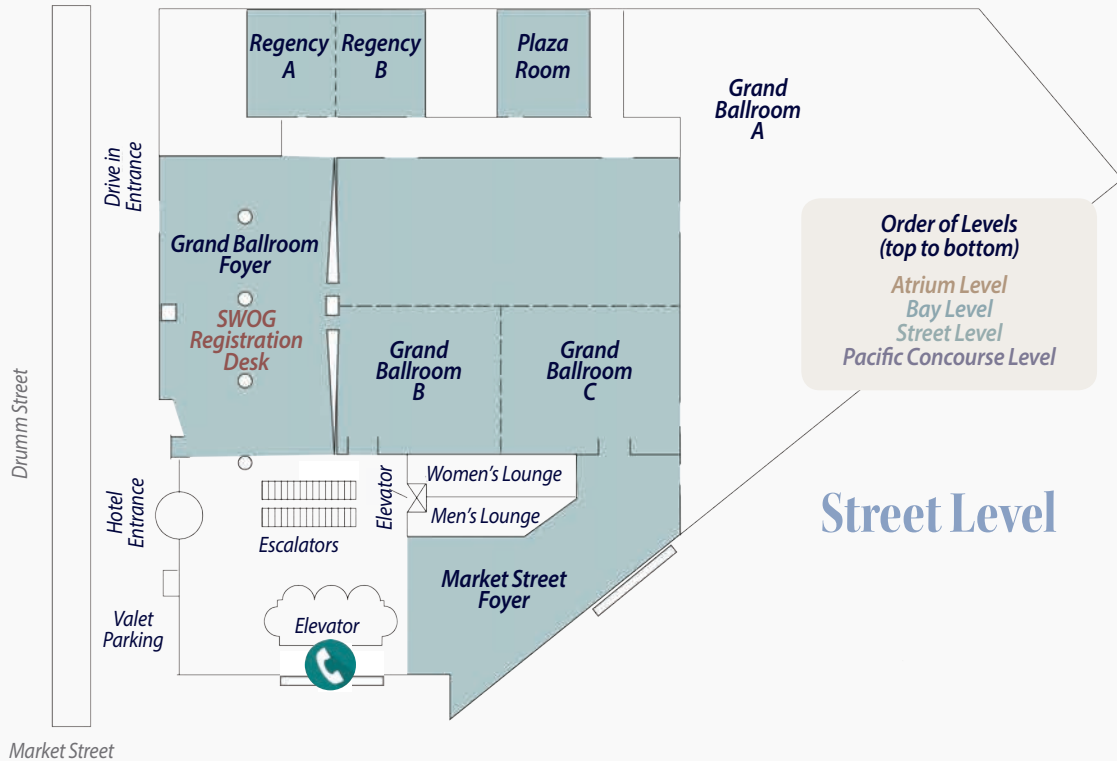 Regency
A
Regency
B
Plaza
Room
Grand
Ballroom
A
Drive in
Entrance
Grand Ballroom
Foyer
SWOG
Registration
Desk
Grand
Ballroom
B
Grand
Ballroom
C
Order of Levels
(top to bottom)
Atrium Level
Bay Level
Street Level
Pacific Concourse Level
Drumm Street
Hotel
Entrance
Escalators
Elevator
Women's Lounge
Men's Lounge
Street Level
Market Street
Foyer
Valet
Parking
Elevator
Market Street